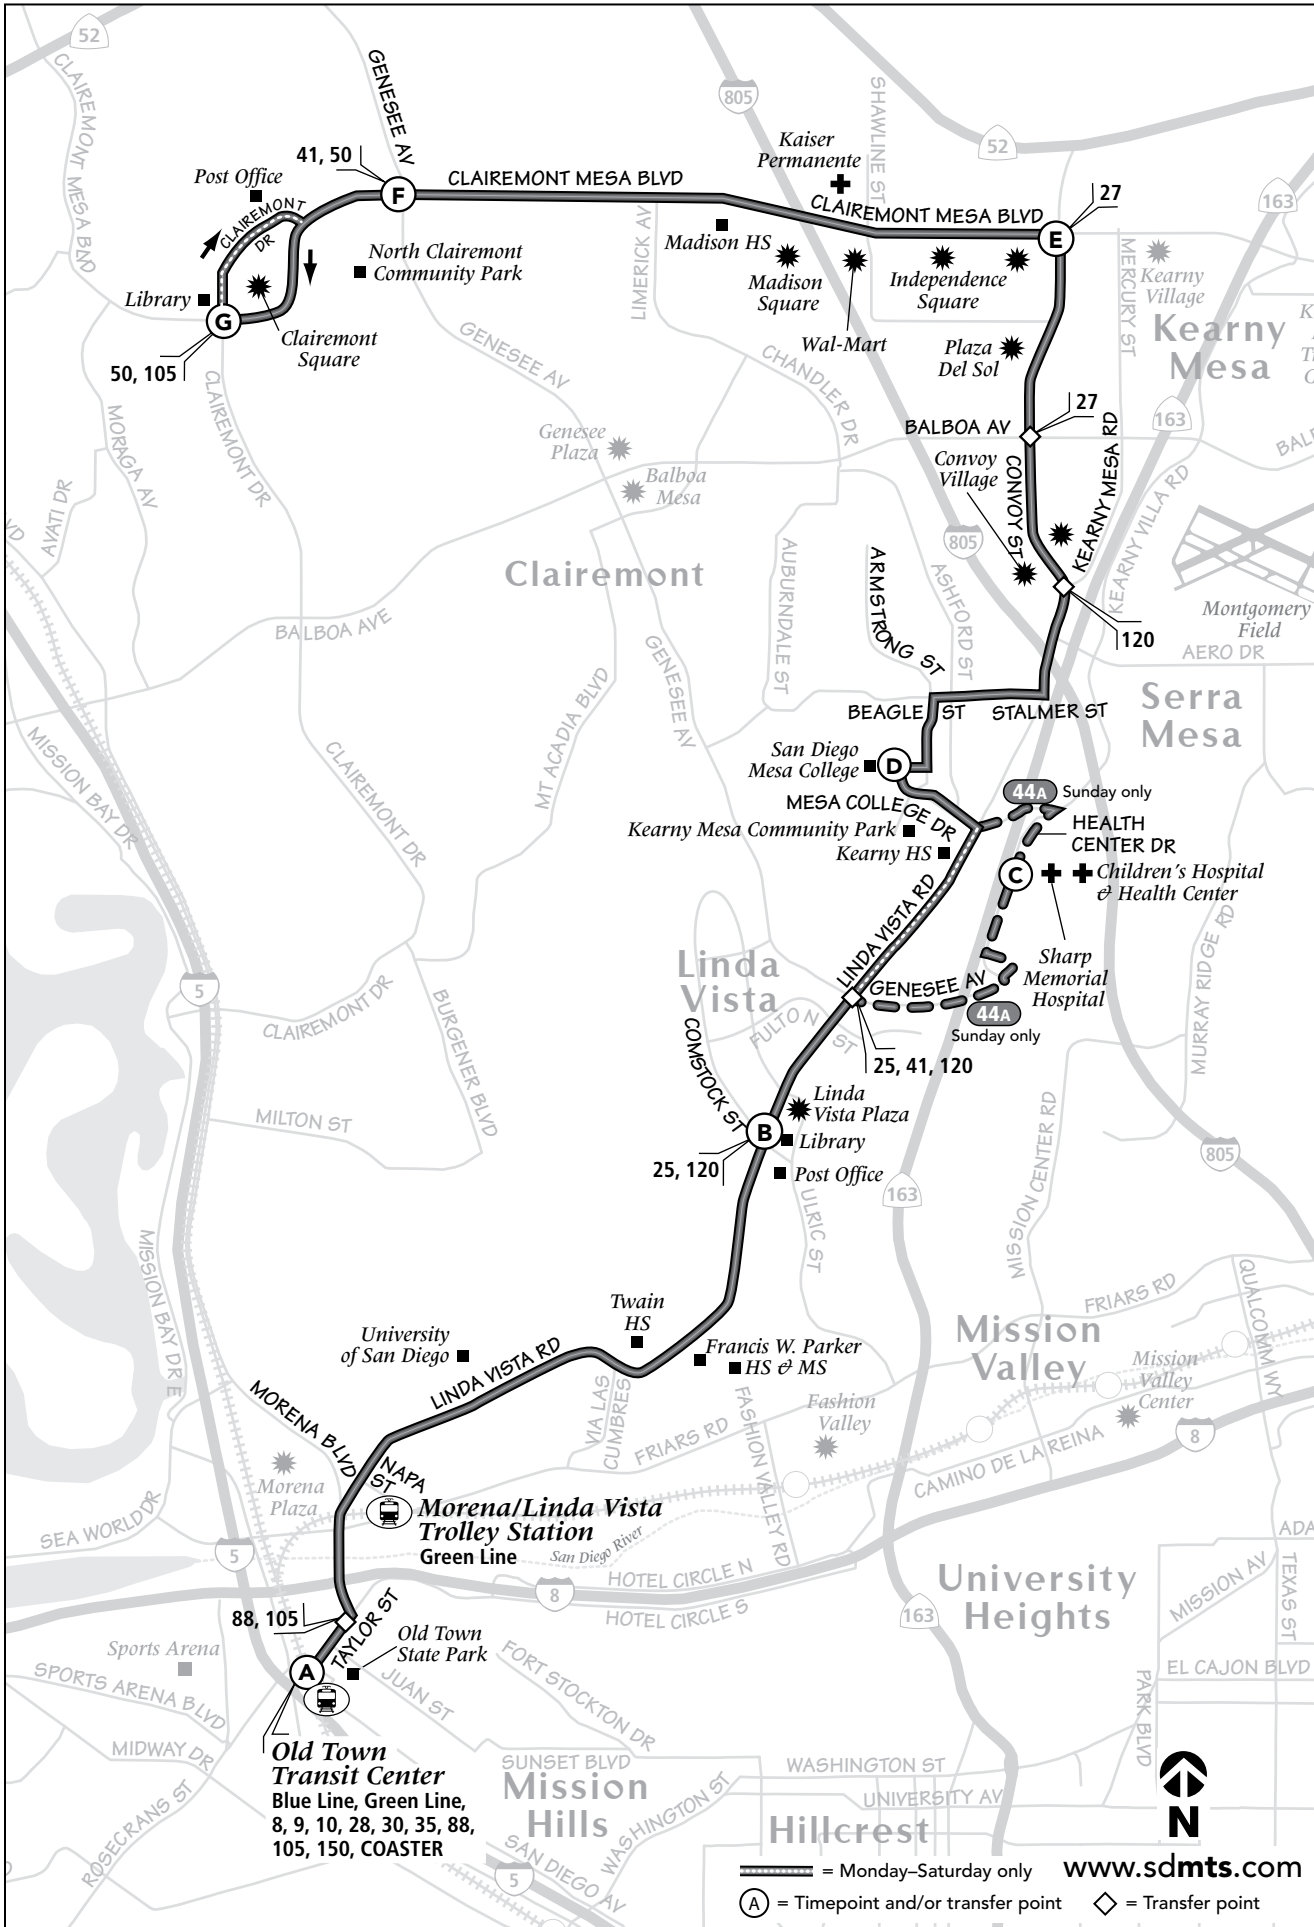 52
CLAIREMONT MESA BLVD
GENESEE AV
805
SHAWLINE ST
52
163
Kaiser
Permanente
41, 50
Post Office
F
CLAIREMONT MESA BLVD
27
CLAIREMONT
DR
CLAIREMONT MESA BLVD
E
North Clairemont
Community Park
LIMERICK AV
Madison HS
Madison
Square
Independence
Square
MERCURY ST
Kearny
Village
Library
G
Clairemont
Square
GENESEE AV
Wal-Mart
Plaza
Del Sol
Kearny
Mesa
50, 105
CLAIREMONT DR
MORAGA AV
CHANDLER DR
27
163
BALBOA AV
Genesee
Plaza
Balboa
Mesa
Convoy
Village
CONVOY ST
KEARNY MESA RD
KEARNY VILLA RD
AVATI DR
805
Clairemont
AUBURNDALE ST
ARMSTRONG ST
ASHFORD ST
Montgomery
Field
BALBOA AVE
120
AERO DR
GENESEE AV
MT ACADIA BLVD
Serra
Mesa
BEAGLE ST
STALMER ST
MISSION BAY DR
CLAIREMONT DR
San Diego
Mesa College
D
MESA COLLEGE DR
44A
Sunday only
Kearny Mesa Community Park
Kearny HS
HEALTH
CENTER DR
C
Children's Hospital
& Health Center
LINDA VISTA RD
Linda
Vista
GENESEE AV
Sharp
Memorial
Hospital
MURRAY RIDGE RD
5
CLAIREMONT DR
BURGENER BLVD
44A
Sunday only
FULTON ST
COMSTOCK ST
25, 41, 120
MILTON ST
Linda
Vista Plaza
B
Library
25, 120
Post Office
805
163
ULRIC ST
MISSION CENTER RD
MISSION BAY DR E
QUALCOMM WY
FRIARS RD
Twain
HS
University
of San Diego
Francis W. Parker
HS & MS
Mission
Valley
Mission
Valley
Center
LINDA VISTA RD
MORENA BLVD
VIA LAS
CUMBRES
FRIARS RD
FASHION VALLEY RD
Fashion
Valley
8
CAMINO DE LA REINA
NAPA
ST
Morena
Plaza
Morena/Linda Vista
Trolley Station
Green Line
SEA WORLD DR
San Diego River
5
HOTEL CIRCLE N
8
HOTEL CIRCLE S
University
Heights
MISSION AV
TEXAS ST
163
88, 105
TAYLOR ST
Sports Arena
Old Town
State Park
A
JUAN ST
FORT STOCKTON DR
SPORTS ARENA BLVD
EL CAJON BLVD
PARK BLVD
MIDWAY DR
Old Town
Transit Center
Blue Line, Green Line,
8, 9, 10, 28, 30, 35, 88,
105, 150, COASTER
SUNSET BLVD
WASHINGTON ST
ROSECRANS ST
Mission
Hills
WASHINGTON ST
UNIVERSITY AV
Hillcrest
N
SAN DIEGO AV
5
= Monday–Saturday only
www.sdmts.com
A = Timepoint and/or transfer point
= Transfer point